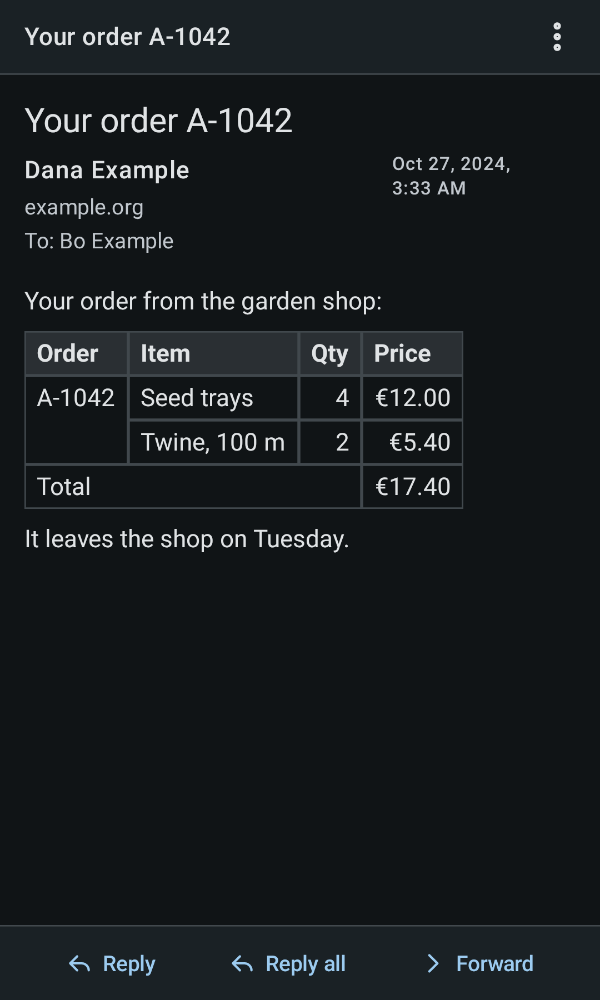 Your order A-1042
Your order A-1042
Dana Example
Oct 27, 2024,
3:33 AM
example.org
To: Bo Example
Your order from the garden shop:
Order Item Qty Price
A-1042 Seed trays 4 €12.00
Twine, 100 m 2 €5.40
Total €17.40
It leaves the shop on Tuesday.
Reply Reply all Forward